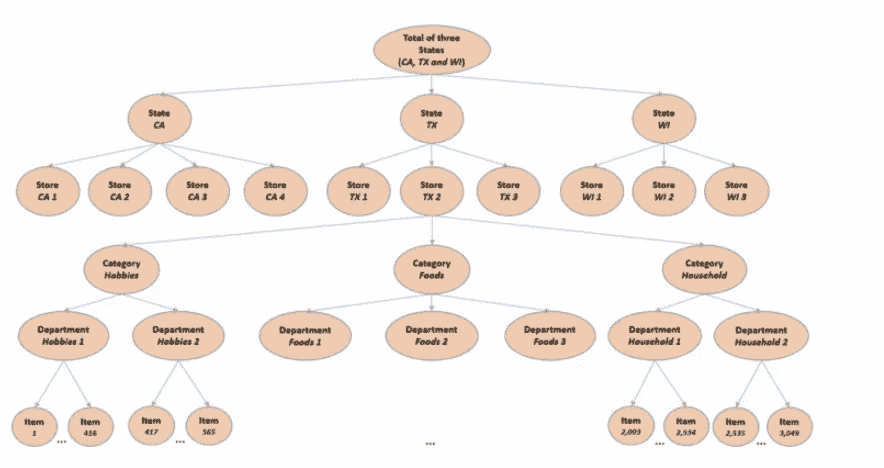 Total of three
States
(CA, TX and WI)
State
CA
State
TX
State
WI
Store
CA 1
Store
CA 2
Store
CA 3
Store
CA 4
Store
TX 1
Store
TX 2
Store
TX 3
Store
WI 1
Store
WI 2
Store
WI 3
Category
Hobbies
Category
Foods
Category
Household
Department
Hobbies 1
Department
Hobbies 2
Department
Foods 1
Department
Foods 2
Department
Foods 3
Department
Household 1
Department
Household 2
Item
1
...
Item
416
Item
417
...
Item
565
...
Item
2,003
...
Item
2,534
Item
2,535
...
Item
3,049